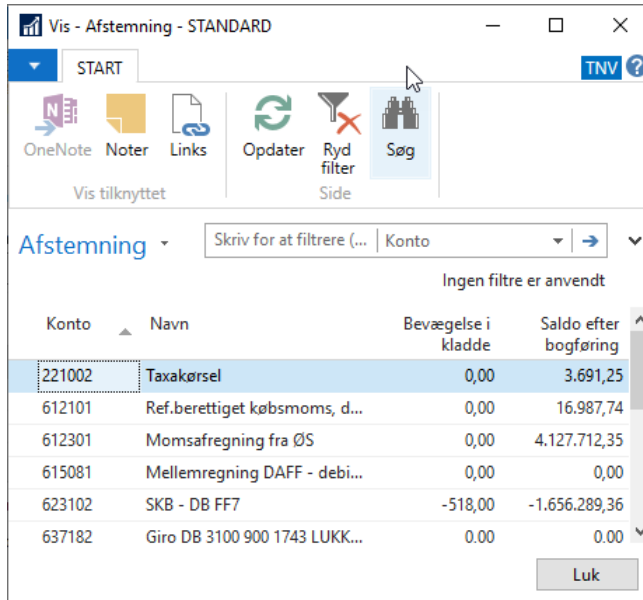 Vis - Afstemning - STANDARD
START
TNV ?
OneNote Noter Links Opdater Ryd filter Søg
Vis tilknyttet Side
Afstemning Skriv for at filtrere (... Konto
Ingen filtre er anvendt
Konto Navn Bevægelse i kladde Saldo efter bogføring
221002 Taxakørsel 0,00 3.691,25
612101 Ref.berettiget købsmoms, d... 0,00 16.987,74
612301 Momsafregning fra ØS 0,00 4.127.712,35
615081 Mellemregning DAFF - debi... 0,00 0,00
623102 SKB - DB FF7 -518,00 -1.656.289,36
637182 Giro DB 3100 900 1743 LUKK... 0,00 0,00
Luk